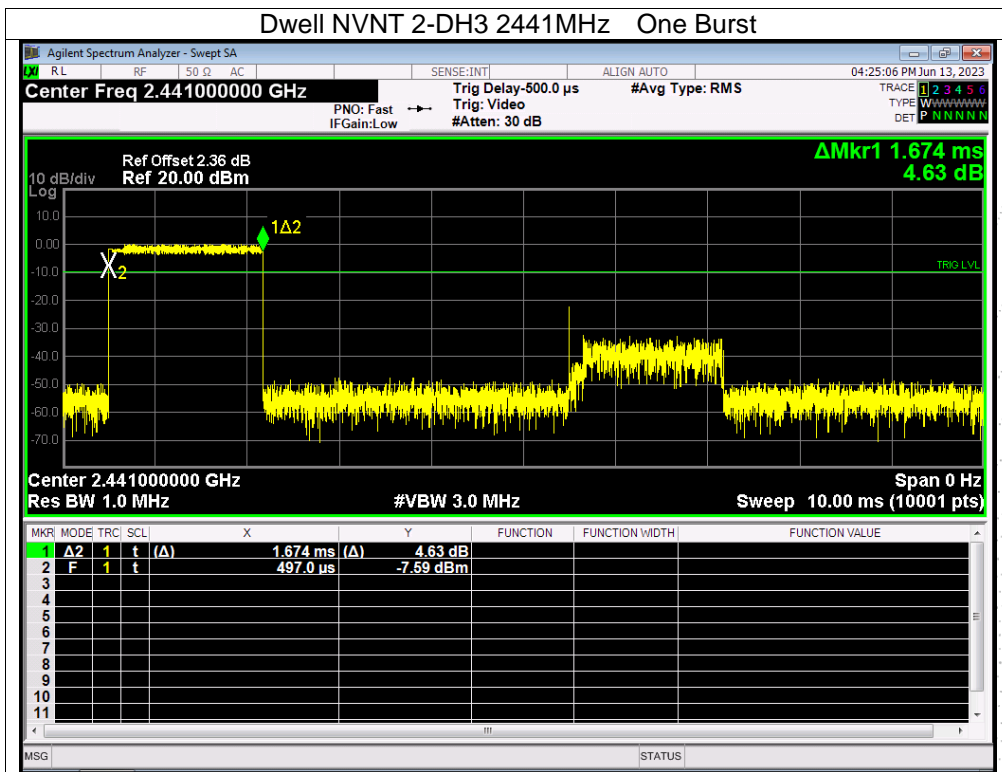 Dwell NVNT 2-DH3 2441MHz One Burst
Agilent Spectrum Analyzer - Swept SA
LXI RL RF 50 Ω AC SENSE:INT ALIGN AUTO 04:25:06 PM Jun 13, 2023
Center Freq 2.441000000 GHz
PNO: Fast
IFGain:Low
Trig Delay-500.0 µs
Trig: Video
#Atten: 30 dB
#Avg Type: RMS
TRACE 1 2 3 4 5 6
TYPE W
DET P N N N N N
ΔMkr1 1.674 ms
4.63 dB
Ref Offset 2.36 dB
10 dB/div Ref 20.00 dBm
Log
10.0
1Δ2
0.00
X2
-10.0 TRIG LVL
-20.0
-30.0
-40.0
-50.0
-60.0
-70.0
Center 2.441000000 GHz Span 0 Hz
Res BW 1.0 MHz #VBW 3.0 MHz Sweep 10.00 ms (10001 pts)
MKR MODE TRC SCL X Y FUNCTION FUNCTION WIDTH FUNCTION VALUE
1 Δ2 1 t (Δ) 1.674 ms (Δ) 4.63 dB
2 F 1 t 497.0 µs -7.59 dBm
3
4
5
6
7
8
9
10
11
MSG STATUS